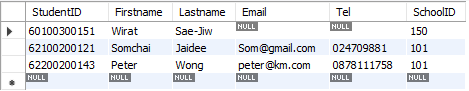 StudentID Firstname Lastname Email Tel SchoolID
60100300151 Wirat Sae-Jiw NULL NULL 150
62100200121 Somchai Jaidee Som@gmail.com 024709881 101
62200200143 Peter Wong peter@km.com 0878111758 101
NULL NULL NULL NULL NULL NULL